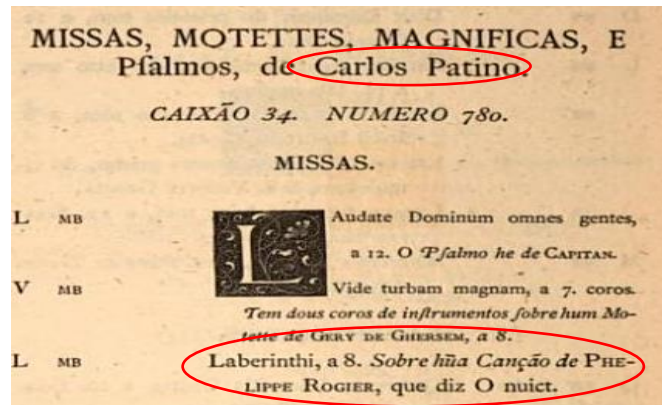 MISSAS, MOTETTES, MAGNIFICAS, E
Pſalmos, de Carlos Patino.
CAIXÃO 34. NUMERO 780.
MISSAS.
L MB LAudate Dominum omnes gentes,
a 12. O Pſalmo he de CAPITAN.
V MB Vide turbam magnam, a 7. coros.
Tem dous coros de inſtrumentos ſobre hum Mo-
tette de GERY DE GHERSEM, a 8.
L MB Laberinthi, a 8. Sobre hũa Canção de PHE-
LIPPE ROGIER, que diz O nuict.